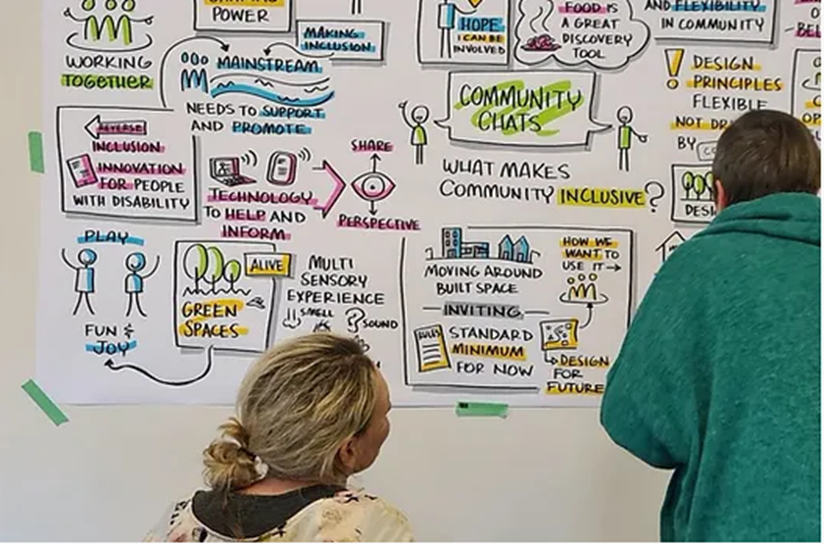 POWER
MAKING
INCLUSION
HOPE
I CAN BE
INVOLVED
FOOD IS
A GREAT
DISCOVERY
TOOL
AND FLEXIBILITY
IN COMMUNITY
WORKING
TOGETHER
MAINSTREAM
NEEDS TO SUPPORT
AND PROMOTE
COMMUNITY
CHATS
DESIGN
PRINCIPLES
FLEXIBLE
NOT
BY
REVERSE
INCLUSION
INNOVATION
FOR PEOPLE
WITH DISABILITY
TECHNOLOGY
TO HELP AND
INFORM
SHARE
PERSPECTIVE
WHAT MAKES
COMMUNITY INCLUSIVE?
PLAY
FUN &
JOY
ALIVE
GREEN
SPACES
MULTI
SENSORY
EXPERIENCE
SMELL
SOUND
MOVING AROUND
BUILT SPACE
INVITING
RULES
STANDARD
MINIMUM
FOR NOW
HOW WE
WANT TO
USE IT →
DESIGN
FOR
FUTURE